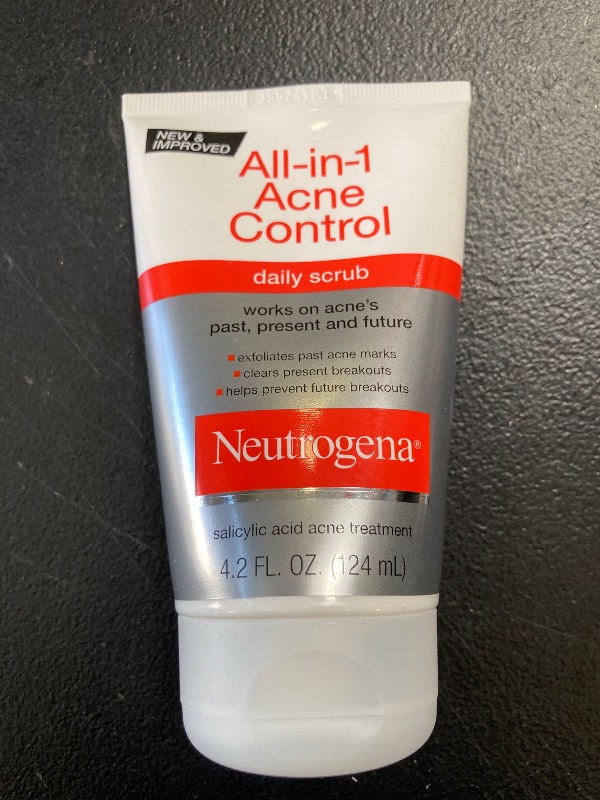 NEW &
IMPROVED
All-in-1
Acne
Control
daily scrub
works on acne's
past, present and future
exfoliates past acne marks
clears present breakouts
helps prevent future breakouts
Neutrogena®
salicylic acid acne treatment
4.2 FL. OZ. (124 mL)